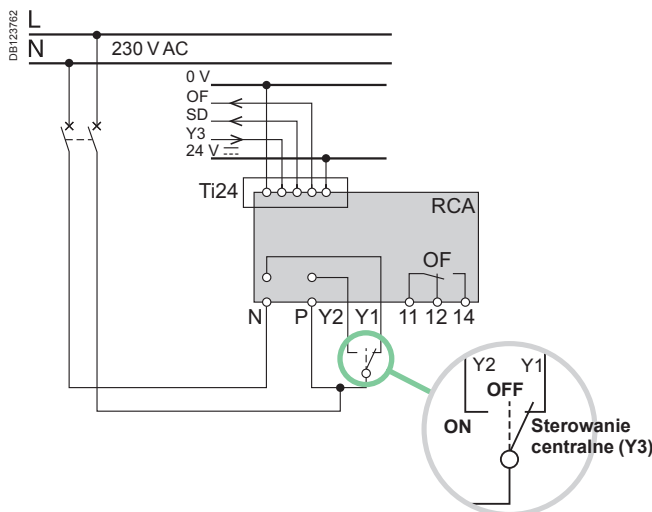 DB123762
L
N
230 V AC
0 V
OF
SD
Y3
24 V
Ti24
RCA
OF
N P Y2 Y1 11 12 14
Y2 Y1
OFF
ON
Sterowanie
centralne (Y3)